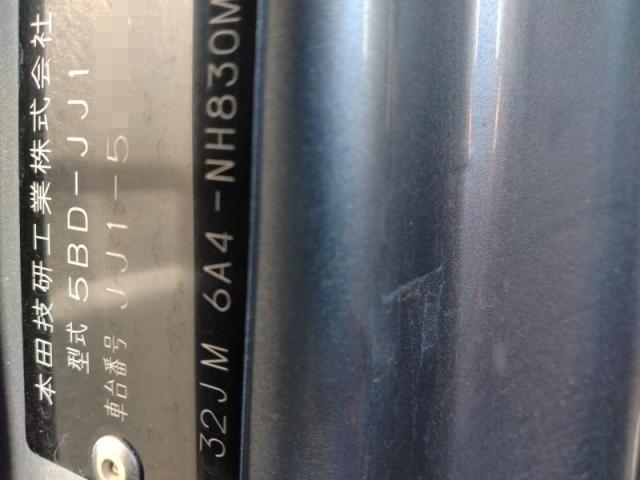 本田技研工業株式会社
型式 5BD-JJ1
車台番号 JJ1-5
32JM 6A4 -NH830M